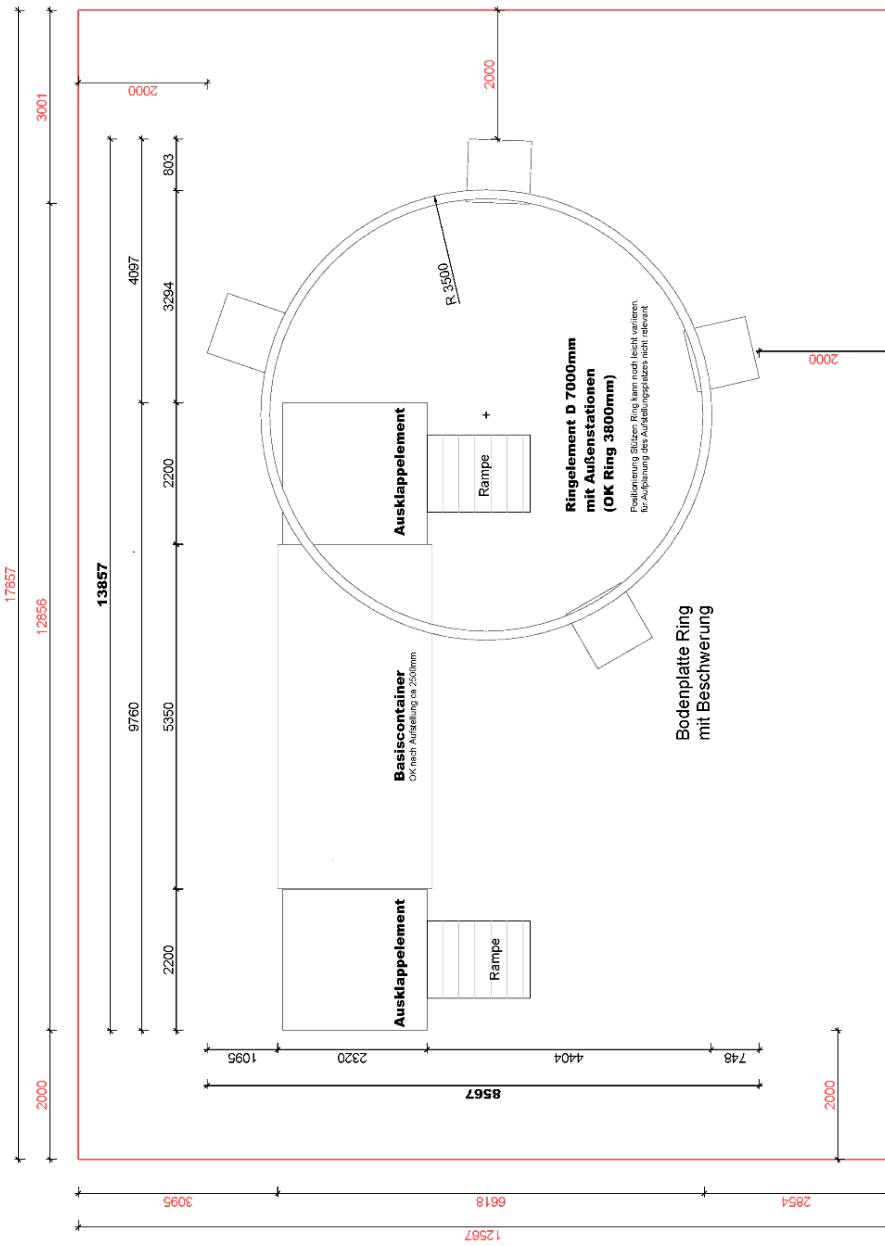 17857
3001
12856
2000
2000
13857
4097
9760
803
3294
2200
5350
2200
2000
R 3500
Ausklappelement
Rampe
Ringelement D 7000mm
mit Außenstationen
(OK Ring 3800mm)
Positionierung Stützen Ring kann noch leicht variieren.
für Aufplanung des Aufstellungsplatzes nicht relevant
2000
Basiscontainer
OK nach Aufstellung ca 2500mm
Bodenplatte Ring
mit Beschwerung
Ausklappelement
Rampe
1095
2320
4404
748
8567
2000
3095
6618
2854
12567